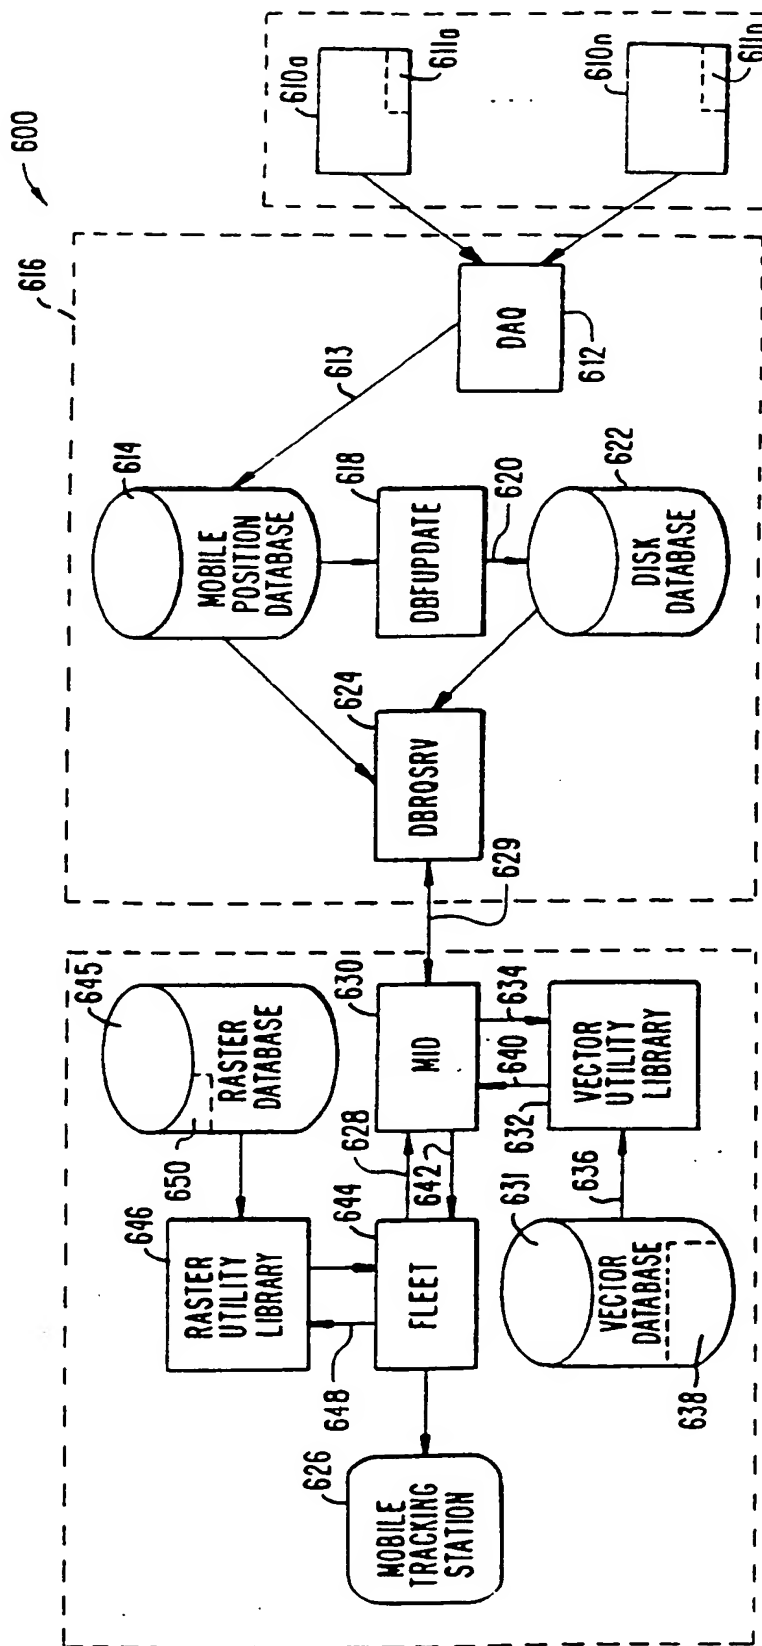 600
616
645
RASTER
DATABASE
650
646
RASTER
UTILITY
LIBRARY
648
626
MOBILE
TRACKING
STATION
644
FLEET
628
642
630
MID
634
640
632
VECTOR
UTILITY
LIBRARY
631
636
VECTOR
DATABASE
638
629
624
DBRQSRV
614
MOBILE
POSITION
DATABASE
618
DBFUPDATE
620
622
DISK
DATABASE
613
DAQ
612
610a
611a
...
610n
611n